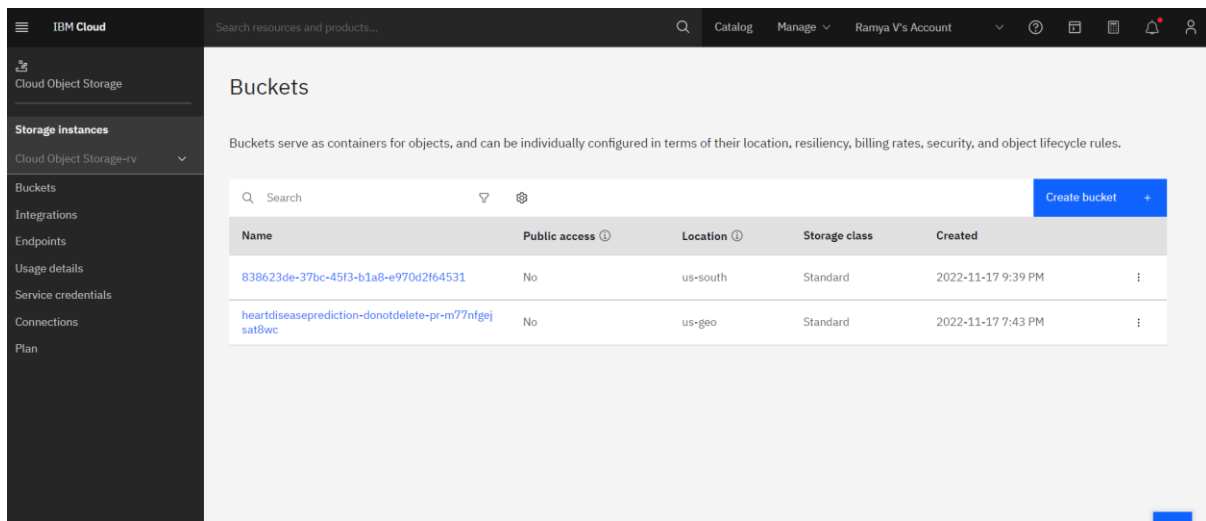 IBM Cloud
Search resources and products...
Catalog
Manage
Ramya V's Account
Cloud Object Storage
Storage instances
Cloud Object Storage-rv
Buckets
Integrations
Endpoints
Usage details
Service credentials
Connections
Plan
Buckets
Buckets serve as containers for objects, and can be individually configured in terms of their location, resiliency, billing rates, security, and object lifecycle rules.
Search
Create bucket +
Name Public access Location Storage class Created
838623de-37bc-45f3-b1a8-e970d2f64531 No us-south Standard 2022-11-17 9:39 PM
heartdiseaseprediction-donotdelete-pr-m77nfgej
sat8wc No us-geo Standard 2022-11-17 7:43 PM